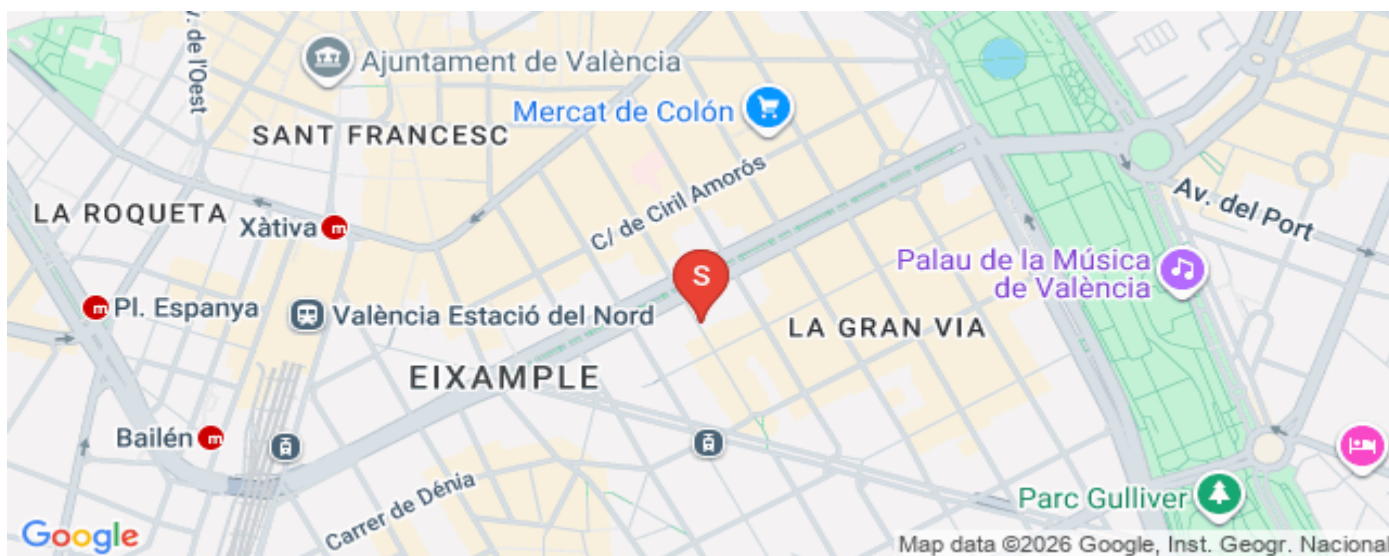 v. de l'Oest
Ajuntament de València
Mercat de Colón
SANT FRANCESC
C/ de Ciril Amorós
Av. del Port
LA ROQUETA
Xàtiva
m
Palau de la Música
de València
S
m
Pl. Espanya
València Estació del Nord
LA GRAN VIA
EIXAMPLE
Bailén
m
Carrer de Dénia
Parc Gulliver
Google
Map data ©2026 Google, Inst. Geogr. Nacional